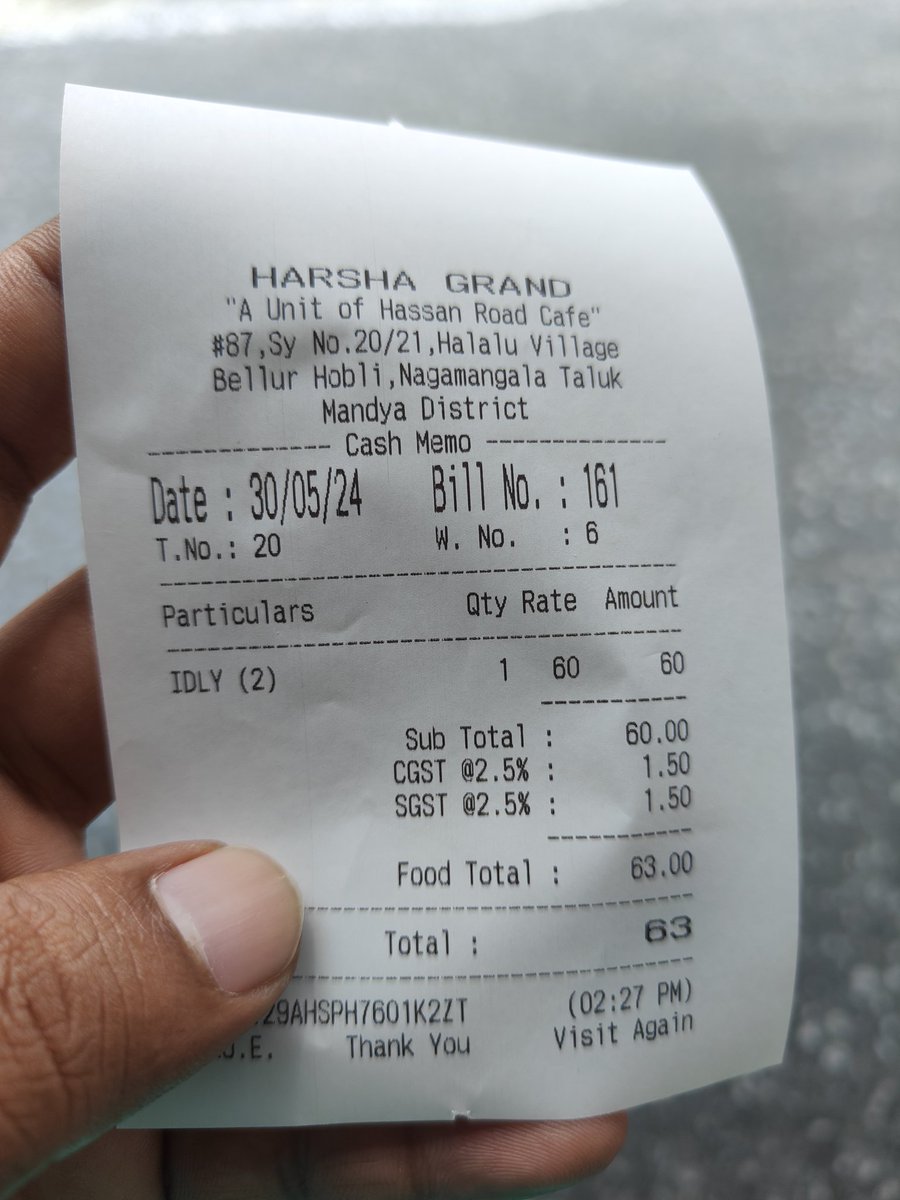 HARSHA GRAND
"A Unit of Hassan Road Cafe"
#87,Sy No.20/21,Halalu Village
Bellur Hobli,Nagamangala Taluk
Mandya District
Cash Memo
Date : 30/05/24 Bill No. : 161
T.No.: 20 W. No. : 6
Particulars Qty Rate Amount
IDLY (2) 1 60 60
Sub Total : 60.00
CGST @2.5% : 1.50
SGST @2.5% : 1.50
Food Total : 63.00
Total : 63
29AHSPH7601K2ZT (02:27 PM)
.E. Thank You Visit Again